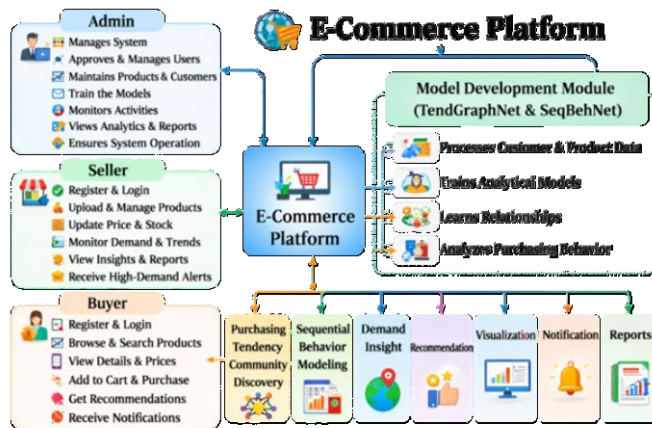 E-Commerce Platform
Admin
Manages System
Approves & Manages Users
Maintains Products & Customers
Train the Models
Monitors Activities
Views Analytics & Reports
Ensures System Operation
Seller
Register & Login
Upload & Manage Products
Update Price & Stock
Monitor Demand & Trends
View Insights & Reports
Receive High-Demand Alerts
Buyer
Register & Login
Browse & Search Products
View Details & Prices
Add to Cart & Purchase
Get Recommendations
Receive Notifications
E-Commerce
Platform
Model Development Module
(TendGraphNet & SeqBehNet)
Processes Customer & Product Data
Trains Analytical Models
Learns Relationships
Analyzes Purchasing Behavior
Purchasing
Tendency
Community
Discovery
Sequential
Behavior
Modeling
Demand
Insight
Recommendation
Visualization
Notification
Reports